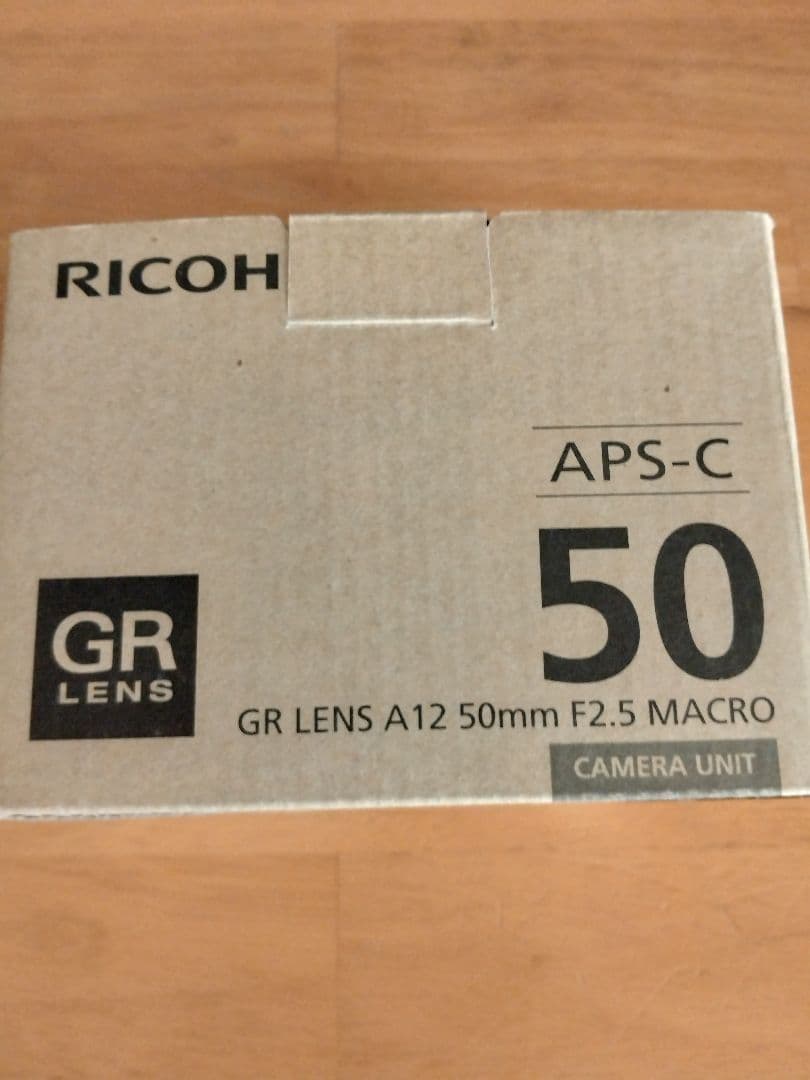 RICOH
APS-C
50
GR
LENS
GR LENS A12 50mm F2.5 MACRO
CAMERA UNIT